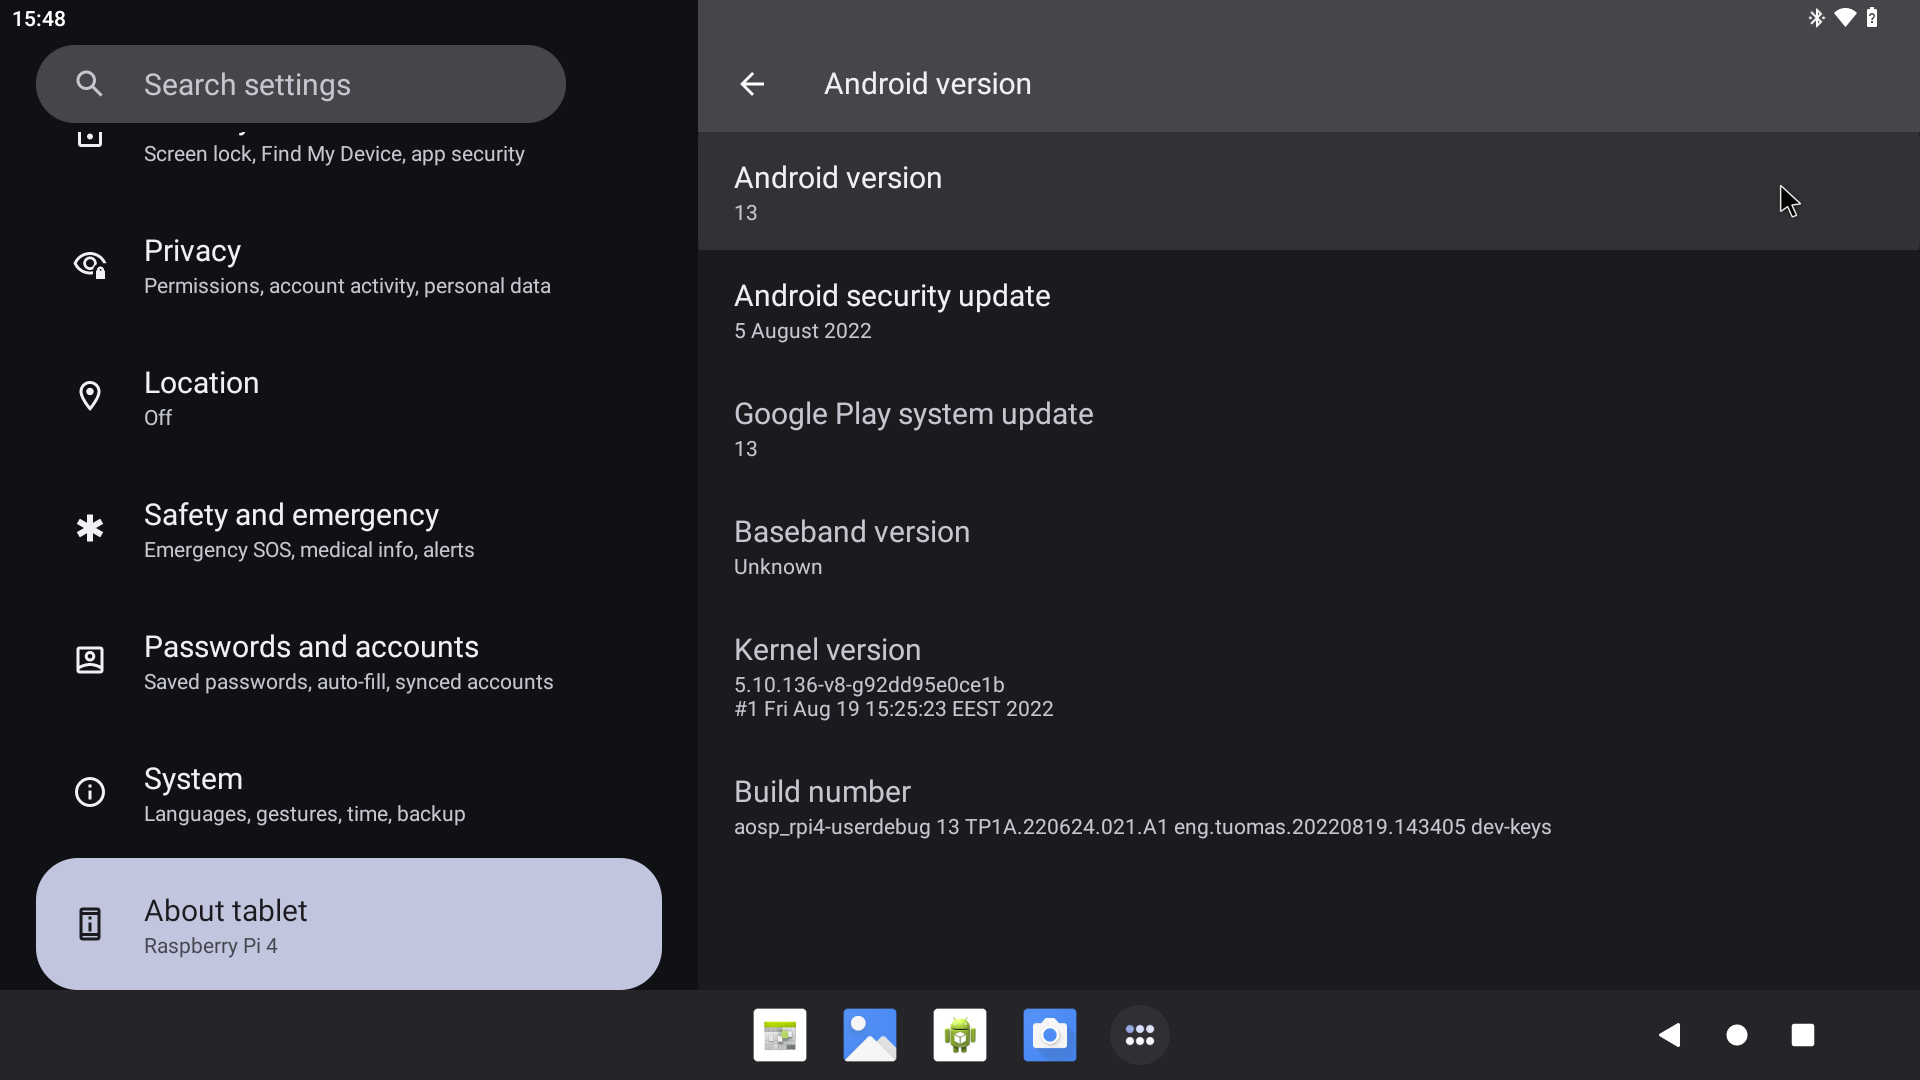 15:48
Search settings
Screen lock, Find My Device, app security
Privacy
Permissions, account activity, personal data
Location
Off
Safety and emergency
Emergency SOS, medical info, alerts
Passwords and accounts
Saved passwords, auto-fill, synced accounts
System
Languages, gestures, time, backup
About tablet
Raspberry Pi 4
Android version
Android version
13
Android security update
5 August 2022
Google Play system update
13
Baseband version
Unknown
Kernel version
5.10.136-v8-g92dd95e0ce1b
#1 Fri Aug 19 15:25:23 EEST 2022
Build number
aosp_rpi4-userdebug 13 TP1A.220624.021.A1 eng.tuomas.20220819.143405 dev-keys